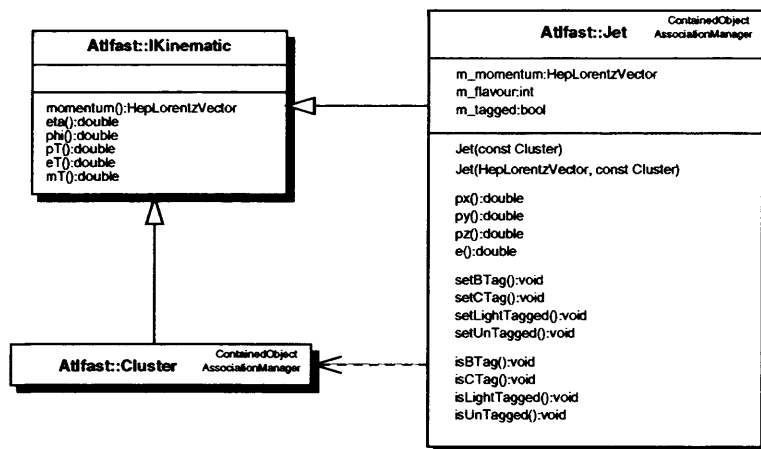 Atlfast::IKinematic
momentum():HepLorentzVector
eta():double
phi():double
pT():double
eT():double
mT():double
Atlfast::Cluster
ContainedObject
AssociationManager
Atlfast::Jet
ContainedObject
AssociationManager
m_momentum:HepLorentzVector
m_flavour:int
m_tagged:bool
Jet(const Cluster)
Jet(HepLorentzVector, const Cluster)
px():double
py():double
pz():double
e():double
setBTag():void
setCTag():void
setLightTagged():void
setUnTagged():void
isBTag():void
isCTag():void
isLightTagged():void
isUnTagged():void